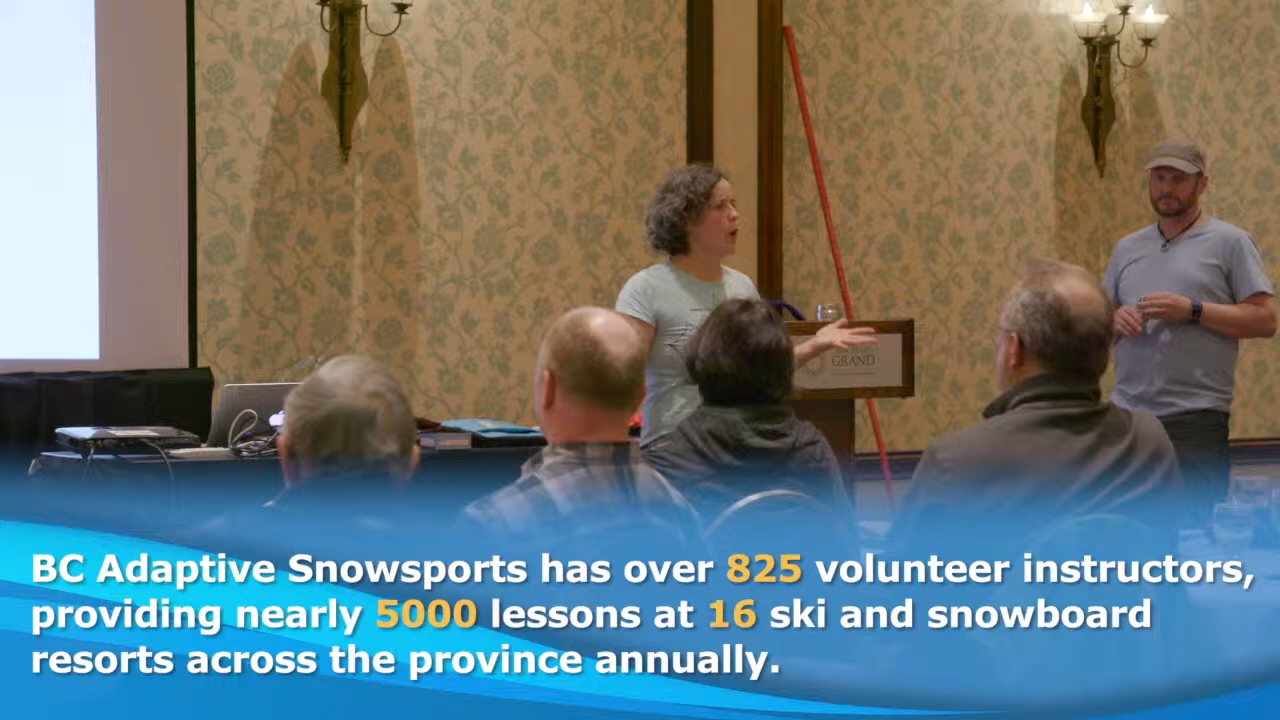 GRAND
BC Adaptive Snowsports has over 825 volunteer instructors,
providing nearly 5000 lessons at 16 ski and snowboard
resorts across the province annually.